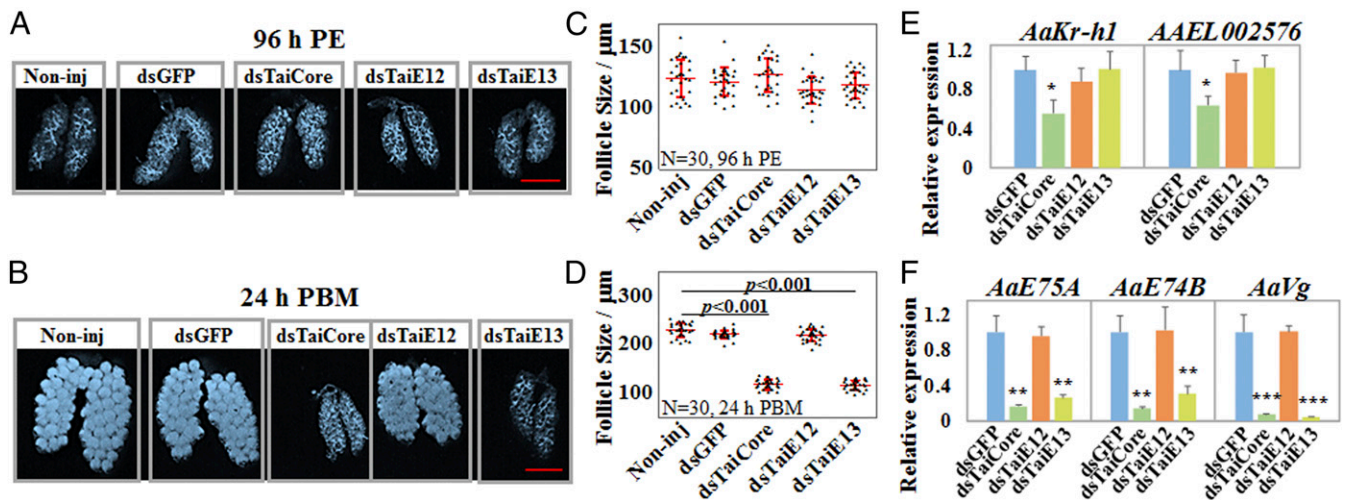 A
96 h PE
Non-inj
dsGFP
dsTaiCore
dsTaiE12
dsTaiE13
B
24 h PBM
Non-inj
dsGFP
dsTaiCore
dsTaiE12
dsTaiE13
C
Follicle Size / μm
150
100
50
N=30, 96 h PE
Non-inj
dsGFP
dsTaiCore
dsTaiE12
dsTaiE13
D
Follicle Size / μm
300
200
100
p<0.001
p<0.001
N=30, 24 h PBM
Non-inj
dsGFP
dsTaiCore
dsTaiE12
dsTaiE13
E
AaKr-h1
AAEL002576
Relative expression
1.2
0.8
0.4
0
*
*
dsGFP
dsTaiCore
dsTaiE12
dsTaiE13
dsGFP
dsTaiCore
dsTaiE12
dsTaiE13
F
AaE75A
AaE74B
AaVg
Relative expression
1.2
0.8
0.4
0
**
**
**
**
***
***
dsGFP
dsTaiCore
dsTaiE12
dsTaiE13
dsGFP
dsTaiCore
dsTaiE12
dsTaiE13
dsGFP
dsTaiCore
dsTaiE12
dsTaiE13